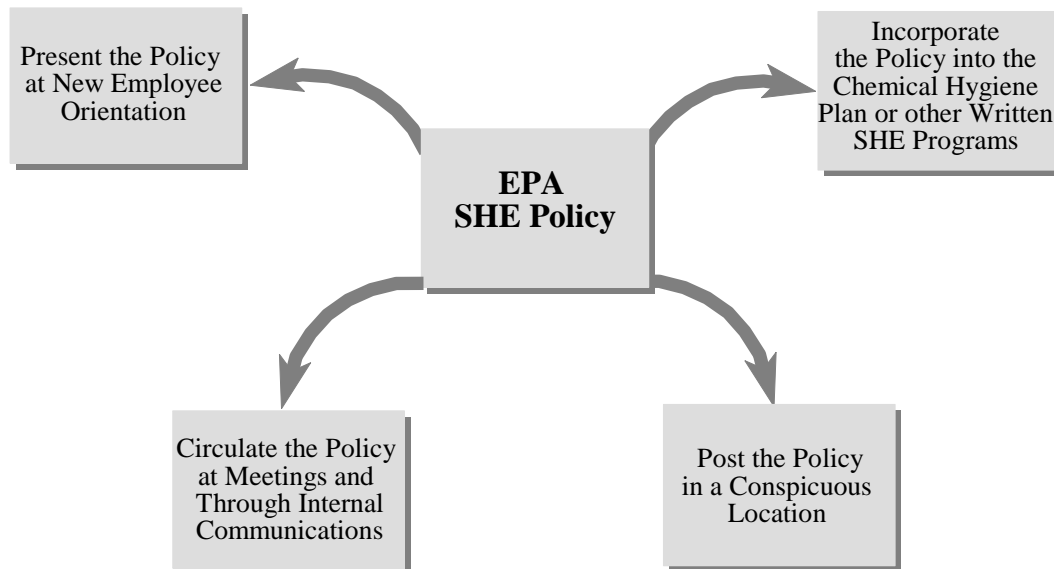 Present the Policy
at New Employee
Orientation
Incorporate
the Policy into the
Chemical Hygiene
Plan or other Written
SHE Programs
EPA
SHE Policy
Circulate the Policy
at Meetings and
Through Internal
Communications
Post the Policy
in a Conspicuous
Location